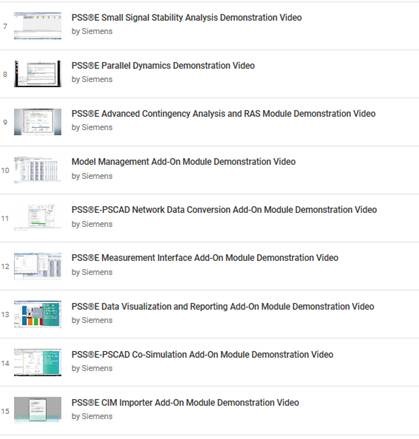 7
PSS®E Small Signal Stability Analysis Demonstration Video
by Siemens
8
PSS®E Parallel Dynamics Demonstration Video
by Siemens
9
PSS®E Advanced Contingency Analysis and RAS Module Demonstration Video
by Siemens
10
Model Management Add-On Module Demonstration Video
by Siemens
11
PSS®E-PSCAD Network Data Conversion Add-On Module Demonstration Video
by Siemens
12
PSS®E Measurement Interface Add-On Module Demonstration Video
by Siemens
13
PSS®E Data Visualization and Reporting Add-On Module Demonstration Video
by Siemens
14
PSS®E-PSCAD Co-Simulation Add-On Module Demonstration Video
by Siemens
15
PSS®E CIM Importer Add-On Module Demonstration Video
by Siemens